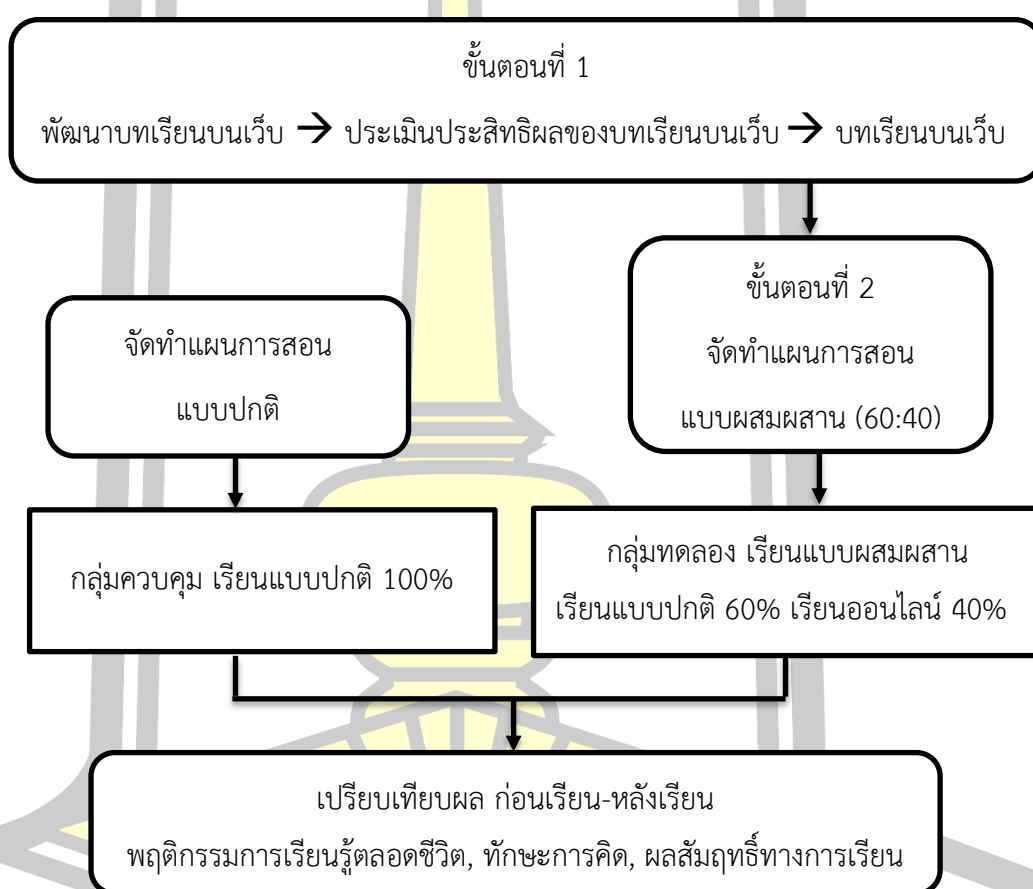 ขั้นตอนที่ 1
พัฒนาบทเรียนบนเว็บ → ประเมินประสิทธิผลของบทเรียนบนเว็บ → บทเรียนบนเว็บ
ขั้นตอนที่ 2
จัดทำแผนการสอน
แบบผสมผสาน (60:40)
จัดทำแผนการสอน
แบบปกติ
กลุ่มควบคุม เรียนแบบปกติ 100%
กลุ่มทดลอง เรียนแบบผสมผสาน
เรียนแบบปกติ 60% เรียนออนไลน์ 40%
เปรียบเทียบผล ก่อนเรียน-หลังเรียน
พฤติกรรมการเรียนรู้ตลอดชีวิต, ทักษะการคิด, ผลสัมฤทธิ์ทางการเรียน